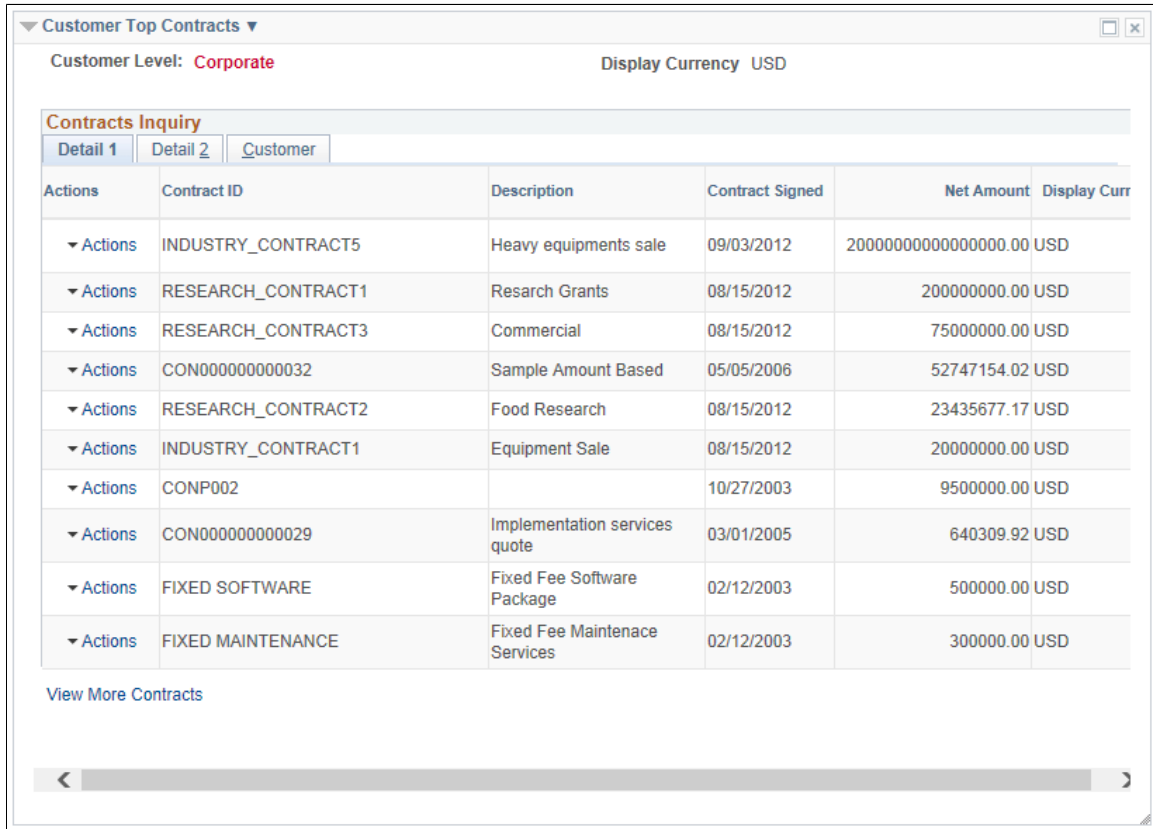 Customer Top Contracts ▼
Customer Level: Corporate Display Currency USD
Contracts Inquiry
Detail 1 Detail 2 Customer
Actions Contract ID Description Contract Signed Net Amount Display Curr
Actions INDUSTRY_CONTRACT5 Heavy equipments sale 09/03/2012 20000000000000000.00 USD
Actions RESEARCH_CONTRACT1 Resarch Grants 08/15/2012 200000000.00 USD
Actions RESEARCH_CONTRACT3 Commercial 08/15/2012 75000000.00 USD
Actions CON000000000032 Sample Amount Based 05/05/2006 52747154.02 USD
Actions RESEARCH_CONTRACT2 Food Research 08/15/2012 23435677.17 USD
Actions INDUSTRY_CONTRACT1 Equipment Sale 08/15/2012 20000000.00 USD
Actions CONP002 10/27/2003 9500000.00 USD
Actions CON000000000029 Implementation services quote 03/01/2005 640309.92 USD
Actions FIXED SOFTWARE Fixed Fee Software Package 02/12/2003 500000.00 USD
Actions FIXED MAINTENANCE Fixed Fee Maintenace Services 02/12/2003 300000.00 USD
View More Contracts